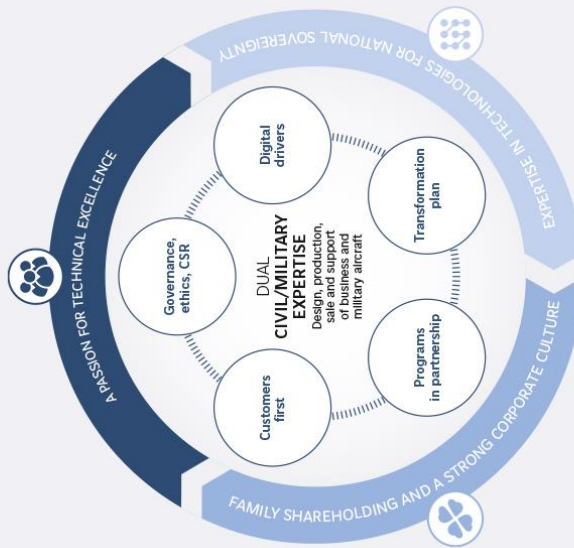 A PASSION FOR TECHNICAL EXCELLENCE
EXPERTISE IN TECHNOLOGIES FOR NATIONAL SOVEREIGNTY
FAMILY SHAREHOLDING AND A STRONG CORPORATE CULTURE
Governance,
ethics, CSR
Digital
drivers
Transformation
plan
Programs
in partnership
Customers
first
DUAL
CIVIL/MILITARY
EXPERTISE
Design, production,
sale and support
of business and
military aircraft